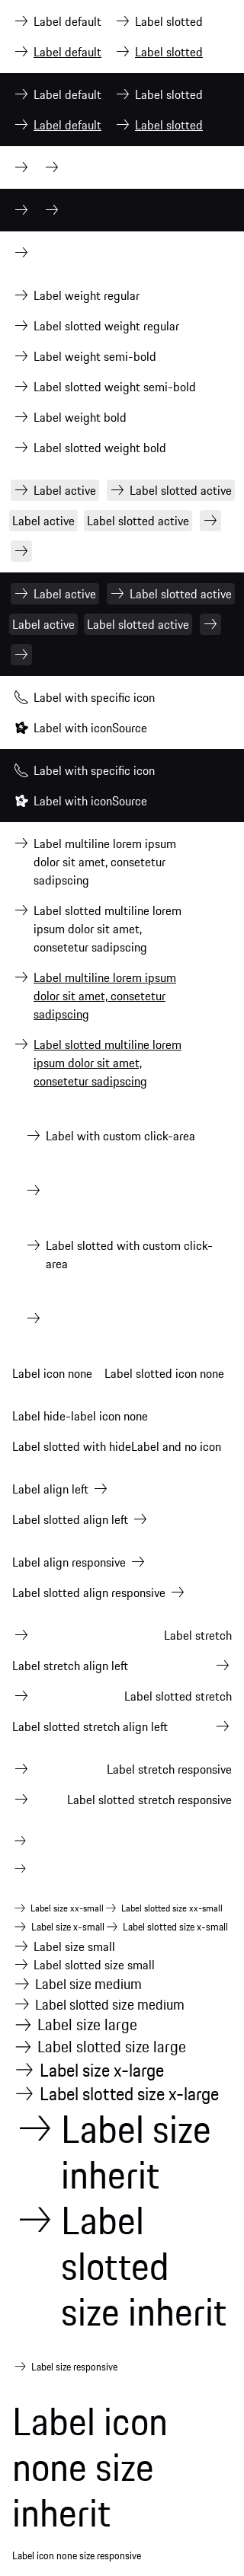 Label default Label slotted
Label default Label slotted
Label default Label slotted
Label default Label slotted
Label weight regular
Label slotted weight regular
Label weight semi-bold
Label slotted weight semi-bold
Label weight bold
Label slotted weight bold
Label active Label slotted active
Label active Label slotted active
Label active Label slotted active
Label active Label slotted active
Label with specific icon
Label with iconSource
Label with specific icon
Label with iconSource
Label multiline lorem ipsum
dolor sit amet, consetetur
sadipscing
Label slotted multiline lorem
ipsum dolor sit amet,
consetetur sadipscing
Label multiline lorem ipsum
dolor sit amet, consetetur
sadipscing
Label slotted multiline lorem
ipsum dolor sit amet,
consetetur sadipscing
Label with custom click-area
Label slotted with custom click-
area
Label icon none Label slotted icon none
Label hide-label icon none
Label slotted with hideLabel and no icon
Label align left
Label slotted align left
Label align responsive
Label slotted align responsive
Label stretch
Label stretch align left
Label slotted stretch
Label slotted stretch align left
Label stretch responsive
Label slotted stretch responsive
Label size xx-small Label slotted size xx-small
Label size x-small Label slotted size x-small
Label size small
Label slotted size small
Label size medium
Label slotted size medium
Label size large
Label slotted size large
Label size x-large
Label slotted size x-large
Label size
inherit
Label
slotted
size inherit
Label size responsive
Label icon
none size
inherit
Label icon none size responsive